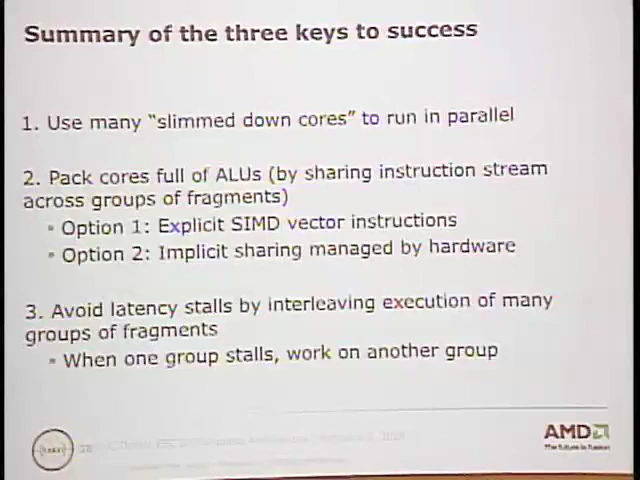 Summary of the three keys to success
1. Use many “slimmed down cores” to run in parallel
2. Pack cores full of ALUs (by sharing instruction stream
across groups of fragments)
▪ Option 1: Explicit SIMD vector instructions
▪ Option 2: Implicit sharing managed by hardware
3. Avoid latency stalls by interleaving execution of many
groups of fragments
▪ When one group stalls, work on another group
AMD
The future is fusion